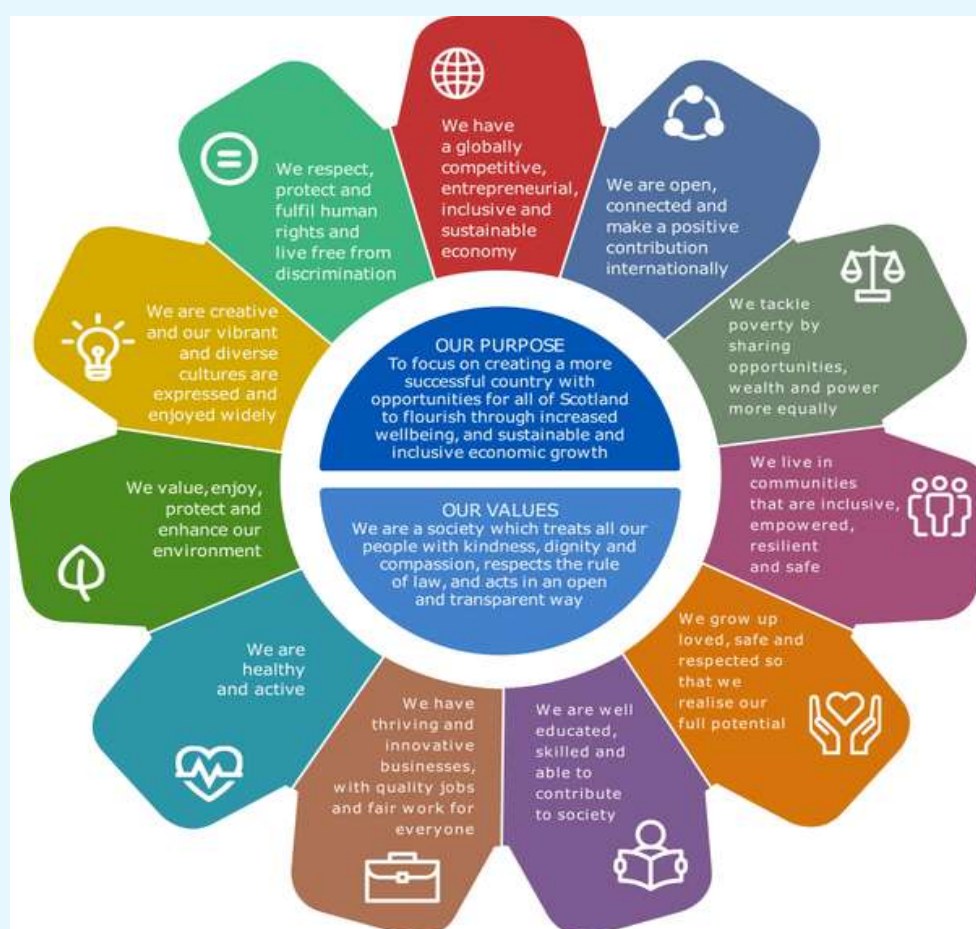 We have
a globally
competitive,
entrepreneurial,
inclusive and
sustainable
economy
We are open,
connected and
make a positive
contribution
internationally
We tackle
poverty by
sharing
opportunities,
wealth and power
more equally
We live in
communities
that are inclusive,
empowered,
resilient
and safe
We grow up
loved, safe and
respected so
that we
realise our
full potential
We are well
educated,
skilled and
able to
contribute
to society
We have
thriving and
innovative
businesses,
with quality jobs
and fair work for
everyone
We are
healthy
and active
We value, enjoy,
protect and
enhance our
environment
We are creative
and our vibrant
and diverse
cultures are
expressed and
enjoyed widely
We respect,
protect and
fulfil human
rights and
live free from
discrimination
OUR PURPOSE
To focus on creating a more
successful country with
opportunities for all of Scotland
to flourish through increased
wellbeing, and sustainable and
inclusive economic growth
OUR VALUES
We are a society which treats all our
people with kindness, dignity and
compassion, respects the rule
of law, and acts in an open
and transparent way